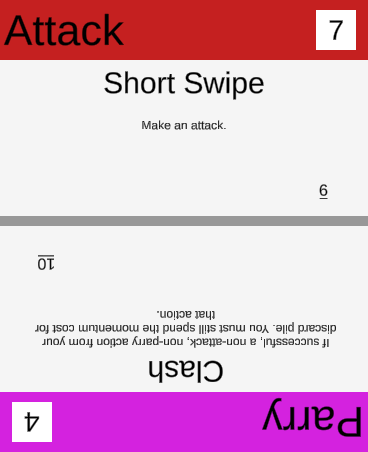 Attack 7
Short Swipe
Make an attack.
9
Parry 4
Clash
If successful, a non-attack, non-parry action from your
discard pile. You must still spend the momentum cost for
that action.
10